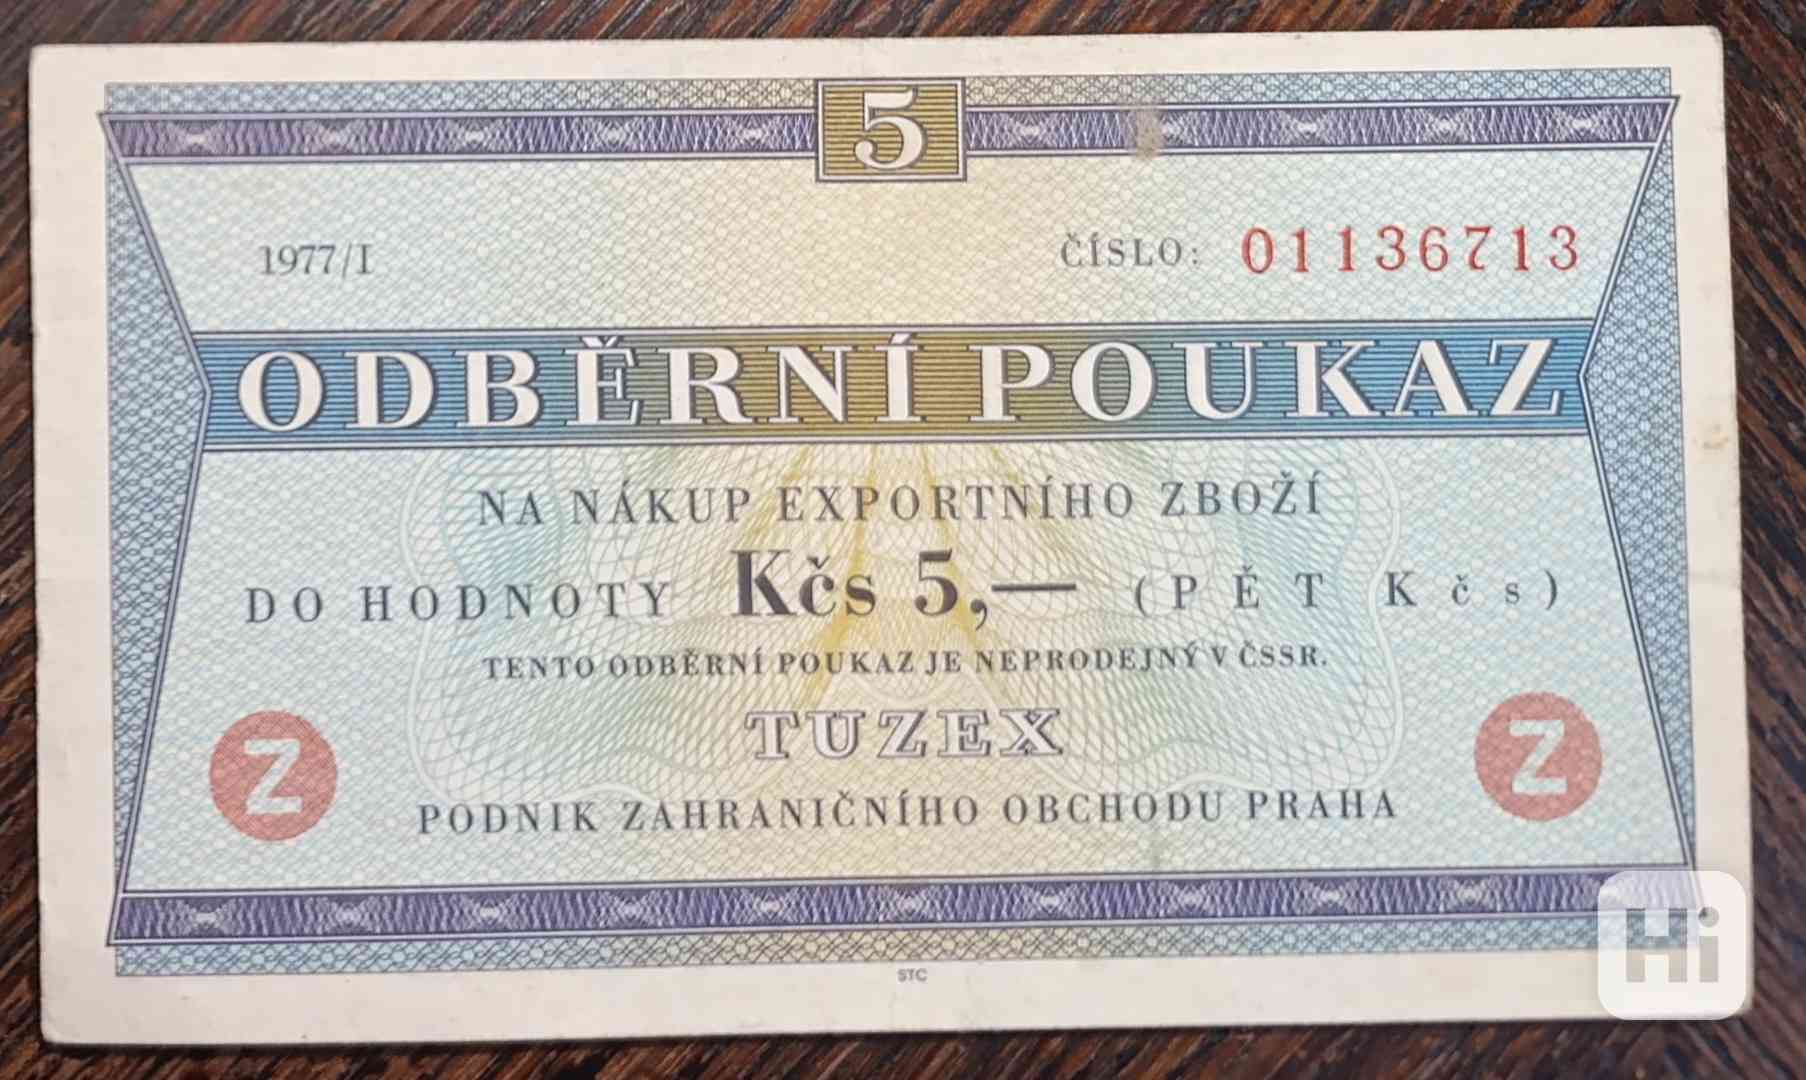 5
1977/I ČÍSLO: 01136713
ODBĚRNÍ POUKAZ
NA NÁKUP EXPORTNÍHO ZBOŽÍ
DO HODNOTY Kčs 5,— (PĚT Kčs)
TENTO ODBĚRNÍ POUKAZ JE NEPRODEJNÝ V ČSSR.
TUZEX
Z Z
PODNIK ZAHRANIČNÍHO OBCHODU PRAHA
STC
Hi